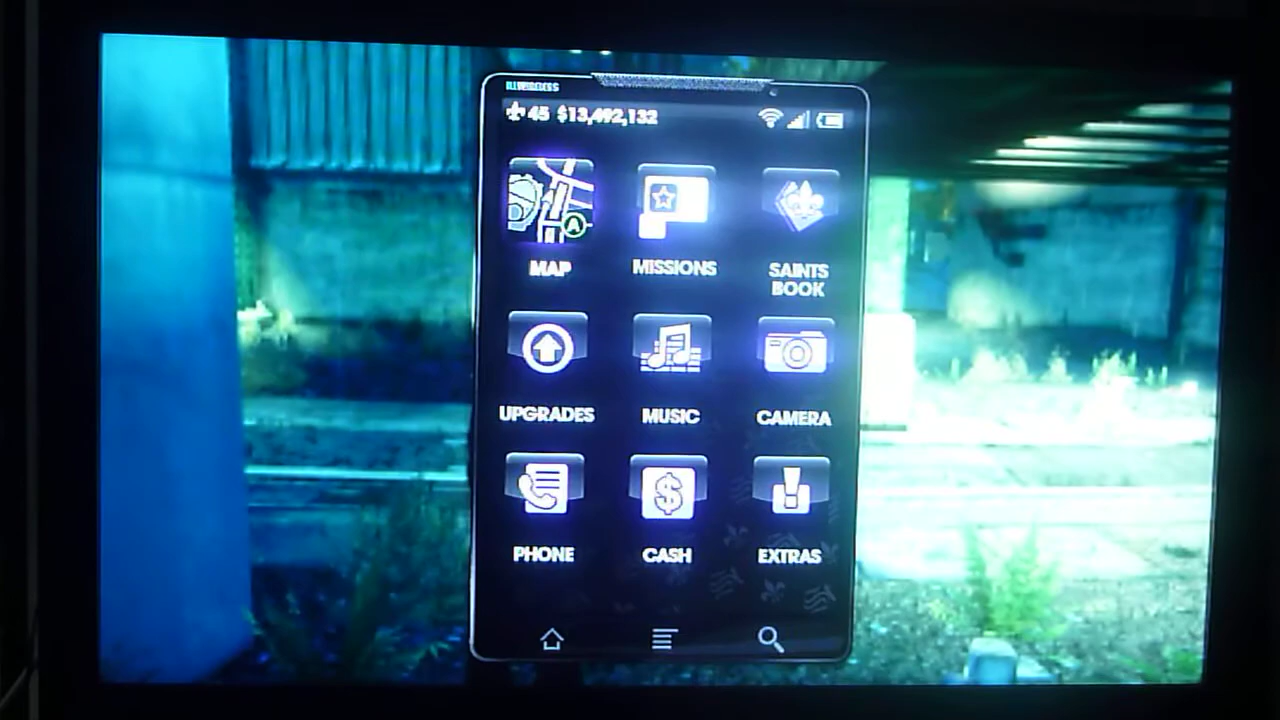 45 $13,492,132
A
MAP
MISSIONS
SAINTS
BOOK
UPGRADES
MUSIC
CAMERA
PHONE
CASH
EXTRAS